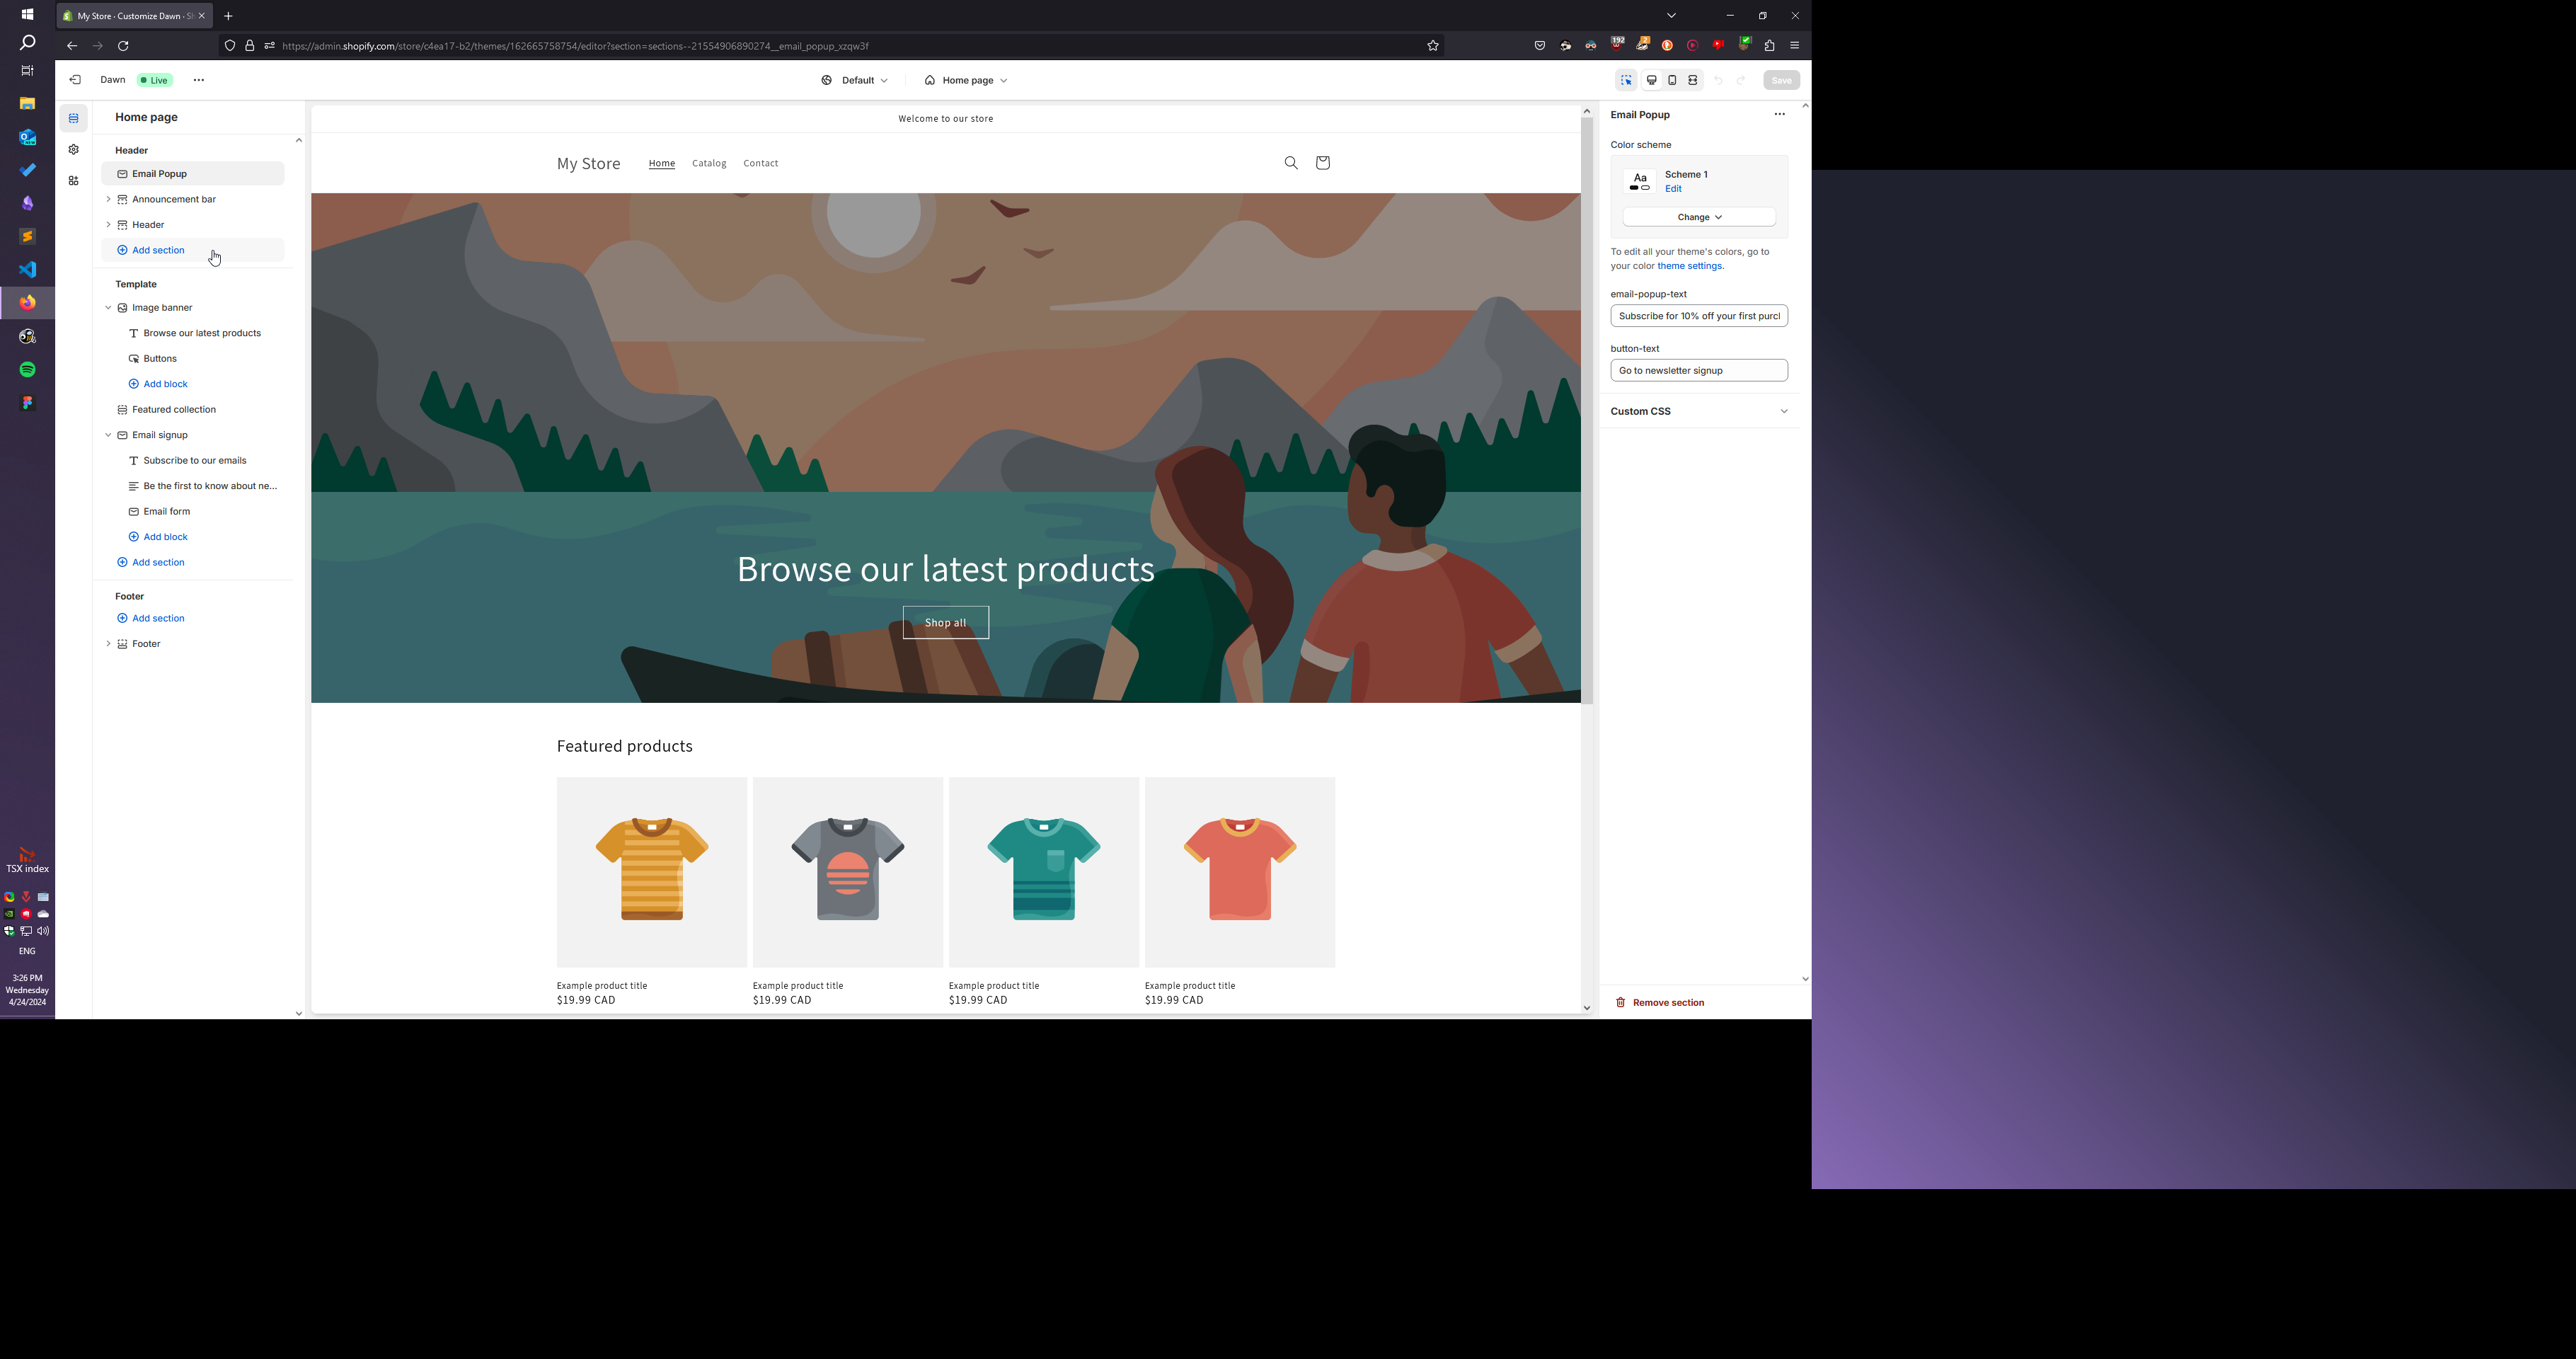 My Store · Customize Dawn · Sh
https://admin.shopify.com/store/c4ea17-b2/themes/162665758754/editor?section=sections--21554906890274__email_popup_xzqw3f
192
2
Dawn
Live
Default
Home page
Save
Home page
Header
Email Popup
Announcement bar
Header
Add section
Template
Image banner
Browse our latest products
Buttons
Add block
Featured collection
Email signup
Subscribe to our emails
Be the first to know about ne...
Email form
Add block
Add section
Footer
Add section
Footer
Welcome to our store
My Store
Home
Catalog
Contact
Browse our latest products
Shop all
Featured products
Example product title
$19.99 CAD
Example product title
$19.99 CAD
Example product title
$19.99 CAD
Example product title
$19.99 CAD
Email Popup
Color scheme
Aa
Scheme 1
Edit
Change
To edit all your theme's colors, go to
your color theme settings.
email-popup-text
Subscribe for 10% off your first purcl
button-text
Go to newsletter signup
Custom CSS
Remove section
TSX index
ENG
3:26 PM
Wednesday
4/24/2024